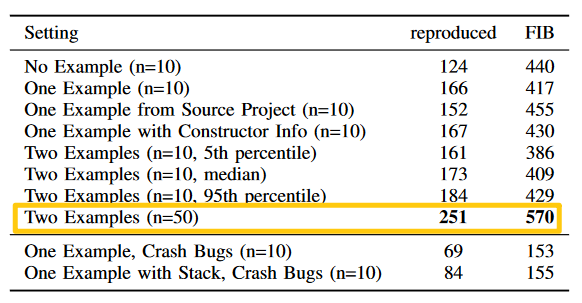 Setting reproduced FIB
No Example (n=10) 124 440
One Example (n=10) 166 417
One Example from Source Project (n=10) 152 455
One Example with Constructor Info (n=10) 167 430
Two Examples (n=10, 5th percentile) 161 386
Two Examples (n=10, median) 173 409
Two Examples (n=10, 95th percentile) 184 429
Two Examples (n=50) 251 570
One Example, Crash Bugs (n=10) 69 153
One Example with Stack, Crash Bugs (n=10) 84 155